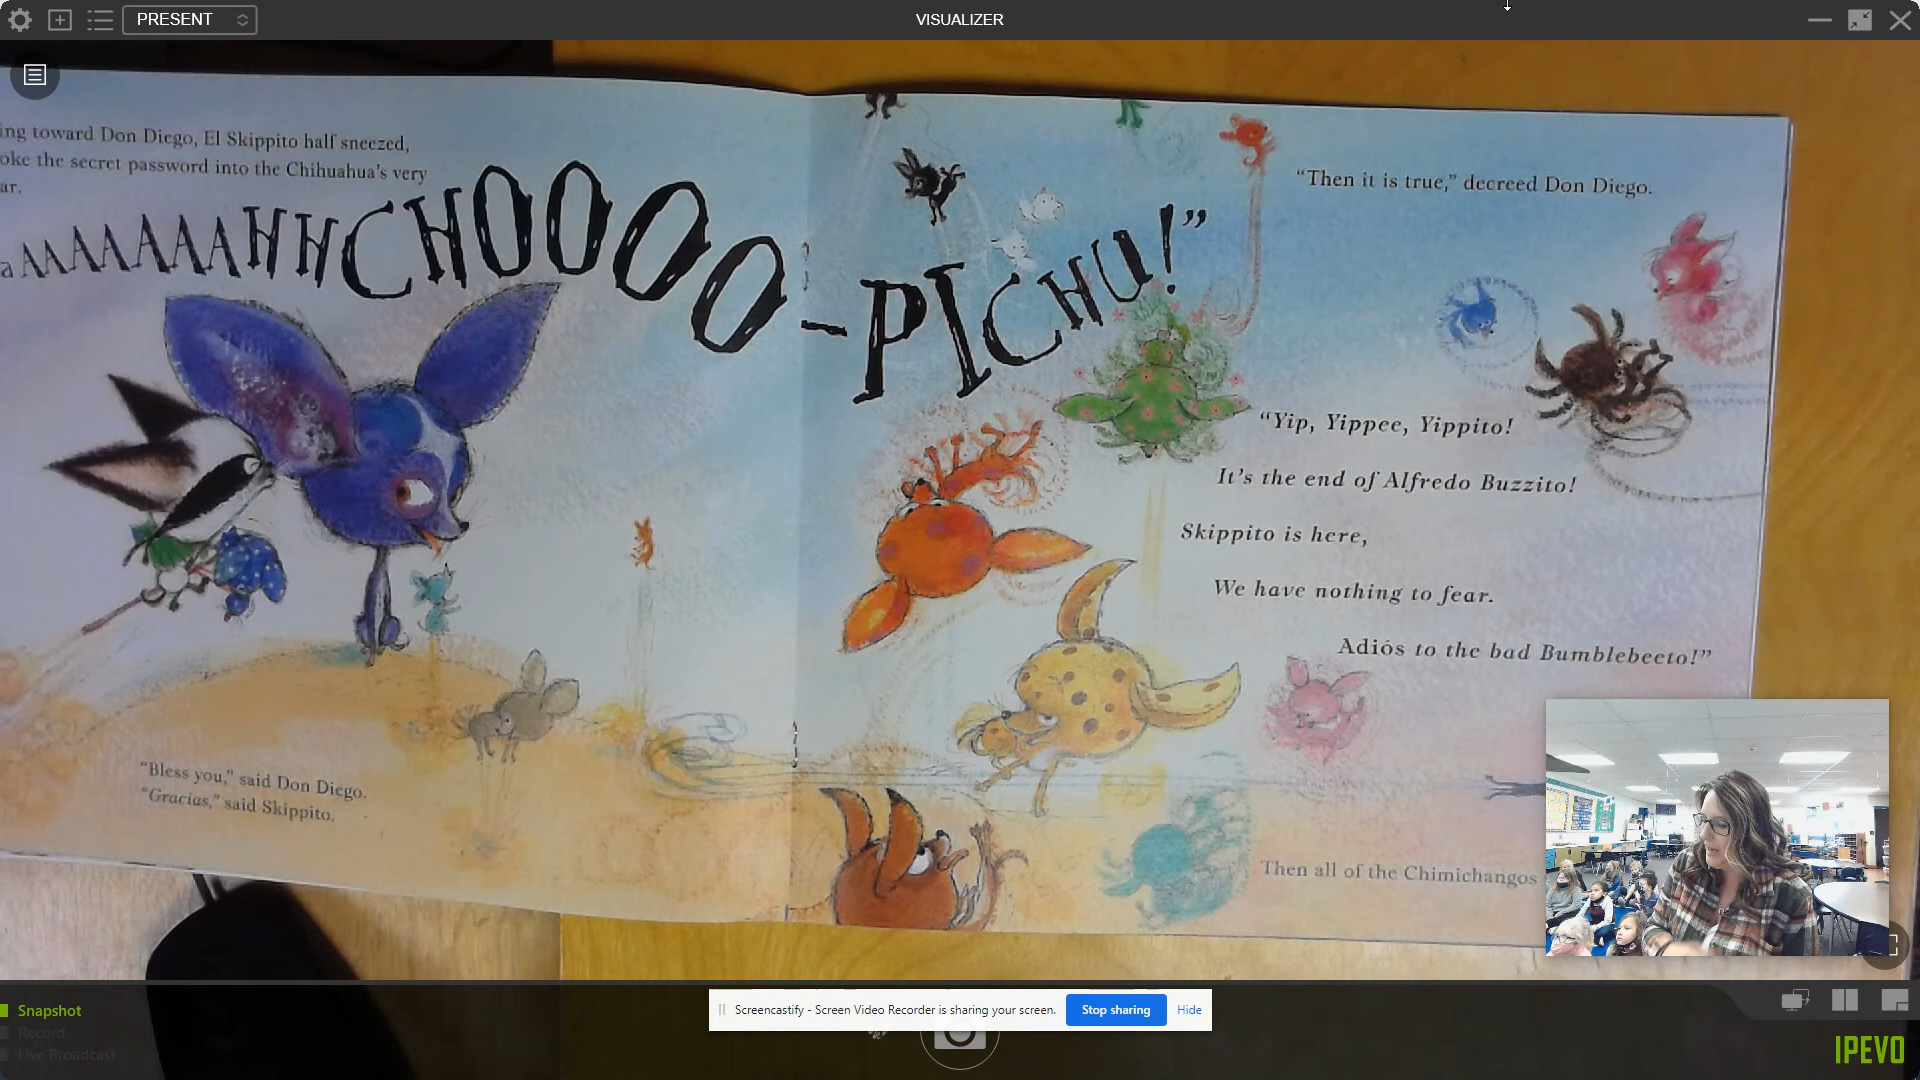 PRESENT
VISUALIZER
ing toward Don Diego, El Skippito half sneezed,
oke the secret password into the Chihuahua's very
ar.
a AAAAAAAAHHCHOOOO-PICHU!”
“Bless you,” said Don Diego.
“Gracias,” said Skippito.
“Then it is true,” decreed Don Diego.
“Yip, Yippee, Yippito!
It's the end of Alfredo Buzzito!
Skippito is here,
We have nothing to fear.
Adiós to the bad Bumblebeeto!”
Then all of the Chimichangos
Snapshot
Record
Live Broadcast
Screencastify - Screen Video Recorder is sharing your screen.
Stop sharing
Hide
IPEVO